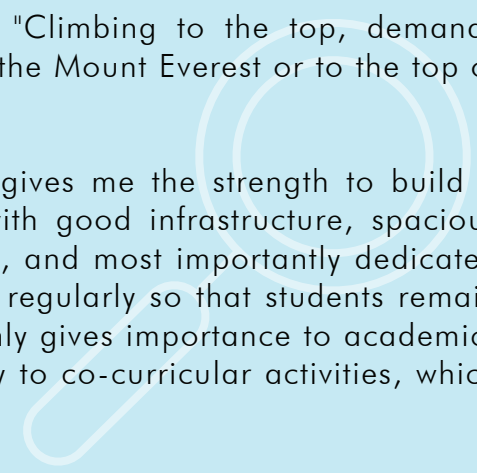 "Climbing to the top, demand
the Mount Everest or to the top
gives me the strength to build
with good infrastructure, spaciou
, and most importantly dedicate
regularly so that students remai
nly gives importance to academic
y to co-curricular activities, whic